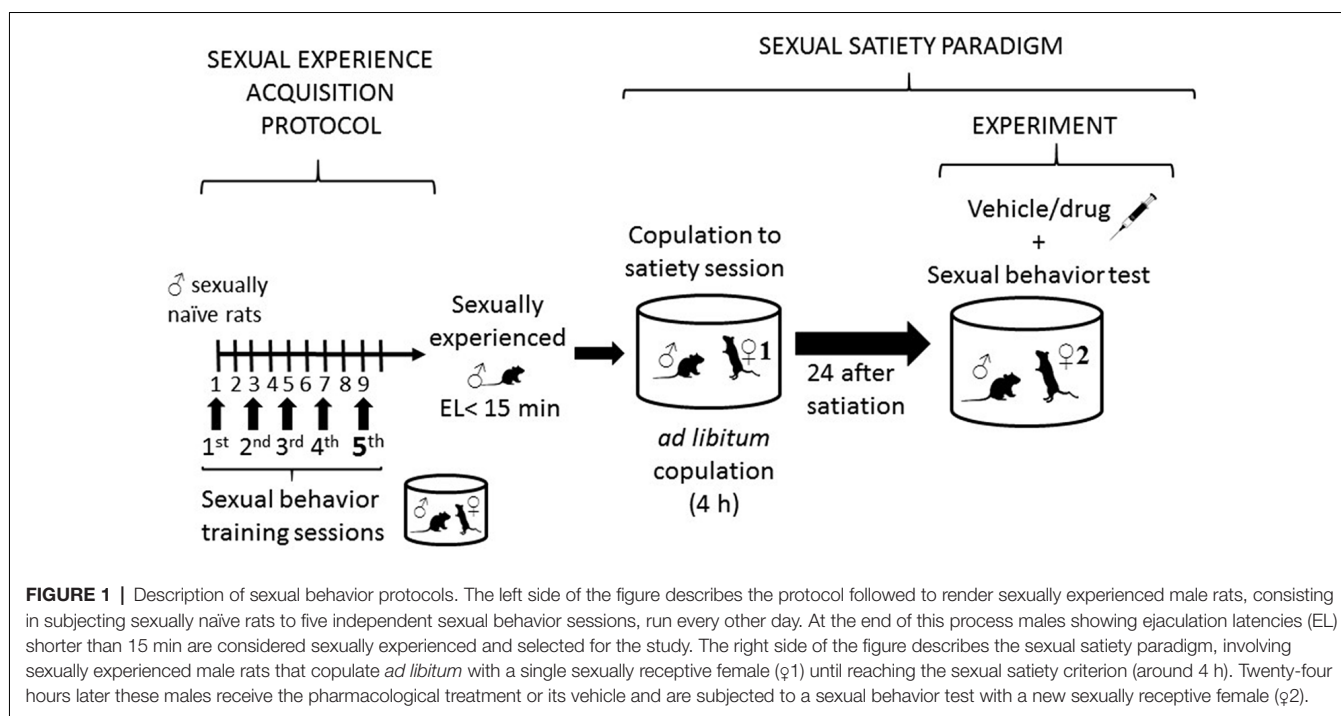 SEXUAL EXPERIENCE
ACQUISITION
PROTOCOL
♂ sexually
naïve rats
1 2 3 4 5 6 7 8 9
1st 2nd 3rd 4th 5th
Sexual behavior
training sessions
♂ ♀
Sexually
experienced
♂
EL< 15 min
SEXUAL SATIETY PARADIGM
Copulation to
satiety session
♂ ♀1
ad libitum
copulation
(4 h)
24 after
satiation
EXPERIMENT
Vehicle/drug
+
Sexual behavior test
♂ ♀2
FIGURE 1 | Description of sexual behavior protocols. The left side of the figure describes the protocol followed to render sexually experienced male rats, consisting
in subjecting sexually naïve rats to five independent sexual behavior sessions, run every other day. At the end of this process males showing ejaculation latencies (EL)
shorter than 15 min are considered sexually experienced and selected for the study. The right side of the figure describes the sexual satiety paradigm, involving
sexually experienced male rats that copulate ad libitum with a single sexually receptive female (♀1) until reaching the sexual satiety criterion (around 4 h). Twenty-four
hours later these males receive the pharmacological treatment or its vehicle and are subjected to a sexual behavior test with a new sexually receptive female (♀2).